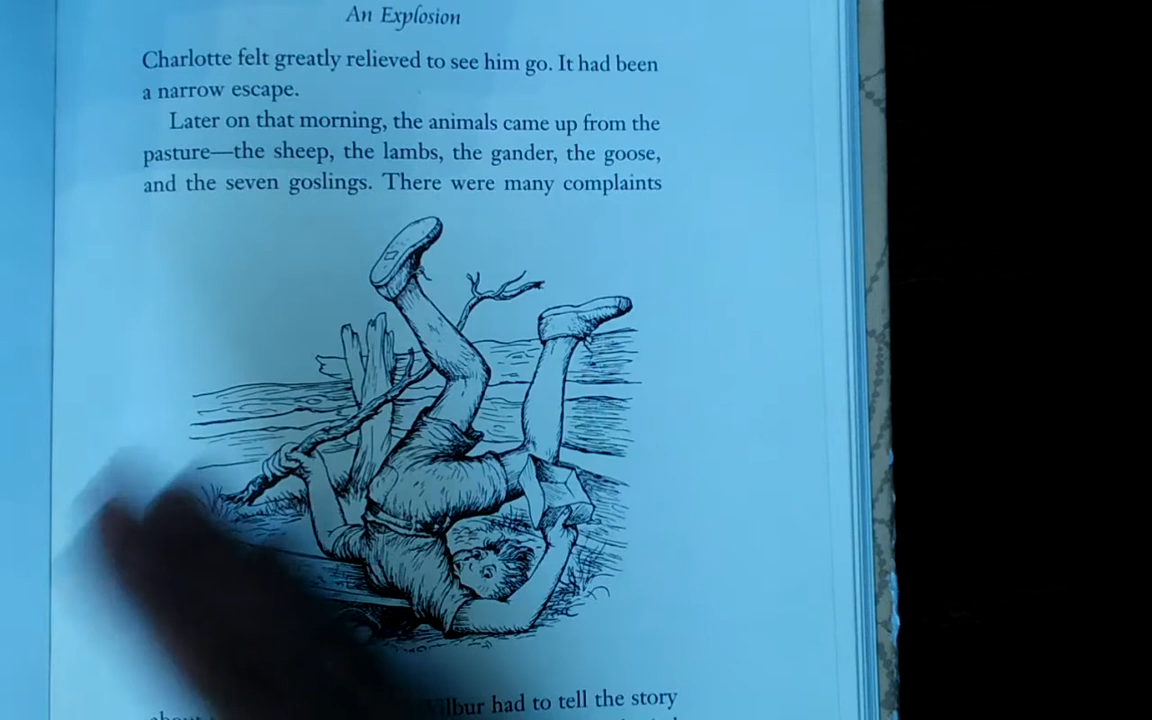 An Explosion
Charlotte felt greatly relieved to see him go. It had been
a narrow escape.
Later on that morning, the animals came up from the
pasture—the sheep, the lambs, the gander, the goose,
and the seven goslings. There were many complaints
Wilbur had to tell the story